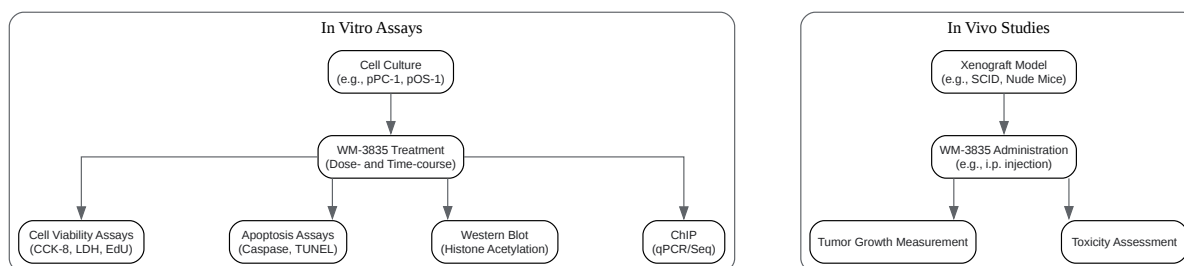 In Vitro Assays
Cell Culture
(e.g., pPC-1, pOS-1)
WM-3835 Treatment
(Dose- and Time-course)
Cell Viability Assays
(CCK-8, LDH, EdU)
Apoptosis Assays
(Caspase, TUNEL)
Western Blot
(Histone Acetylation)
ChIP
(qPCR/Seq)
In Vivo Studies
Xenograft Model
(e.g., SCID, Nude Mice)
WM-3835 Administration
(e.g., i.p. injection)
Tumor Growth Measurement
Toxicity Assessment